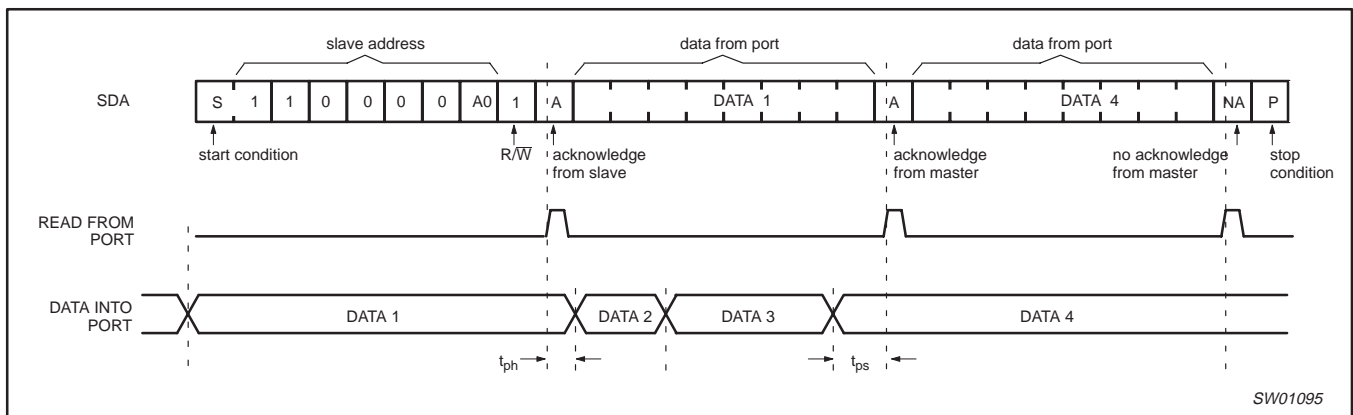 slave address data from port data from port
SDA S 1 1 0 0 0 0 A0 1 A DATA 1 A DATA 4 NA P
start condition R/W̅ acknowledge from slave acknowledge from master no acknowledge from master stop condition
READ FROM PORT
DATA INTO PORT DATA 1 DATA 2 DATA 3 DATA 4
tph tps
SW01095